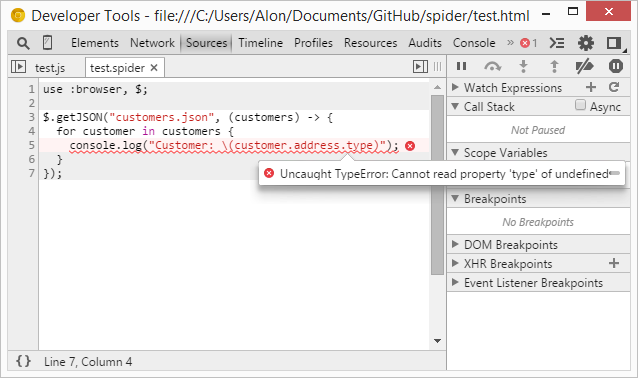 Developer Tools - file:///C:/Users/Alon/Documents/GitHub/spider/test.html
Elements Network Sources Timeline Profiles Resources Audits Console » 1
test.js test.spider ×
Watch Expressions
Call Stack Async
Not Paused
Scope Variables
Breakpoints
No Breakpoints
DOM Breakpoints
XHR Breakpoints
Event Listener Breakpoints
1 use :browser, $;
2
3 $.getJSON("customers.json", (customers) -> {
4 for customer in customers {
5 console.log("Customer: \(customer.address.type)");
6 }
7 });
Uncaught TypeError: Cannot read property 'type' of undefined
{} Line 7, Column 4